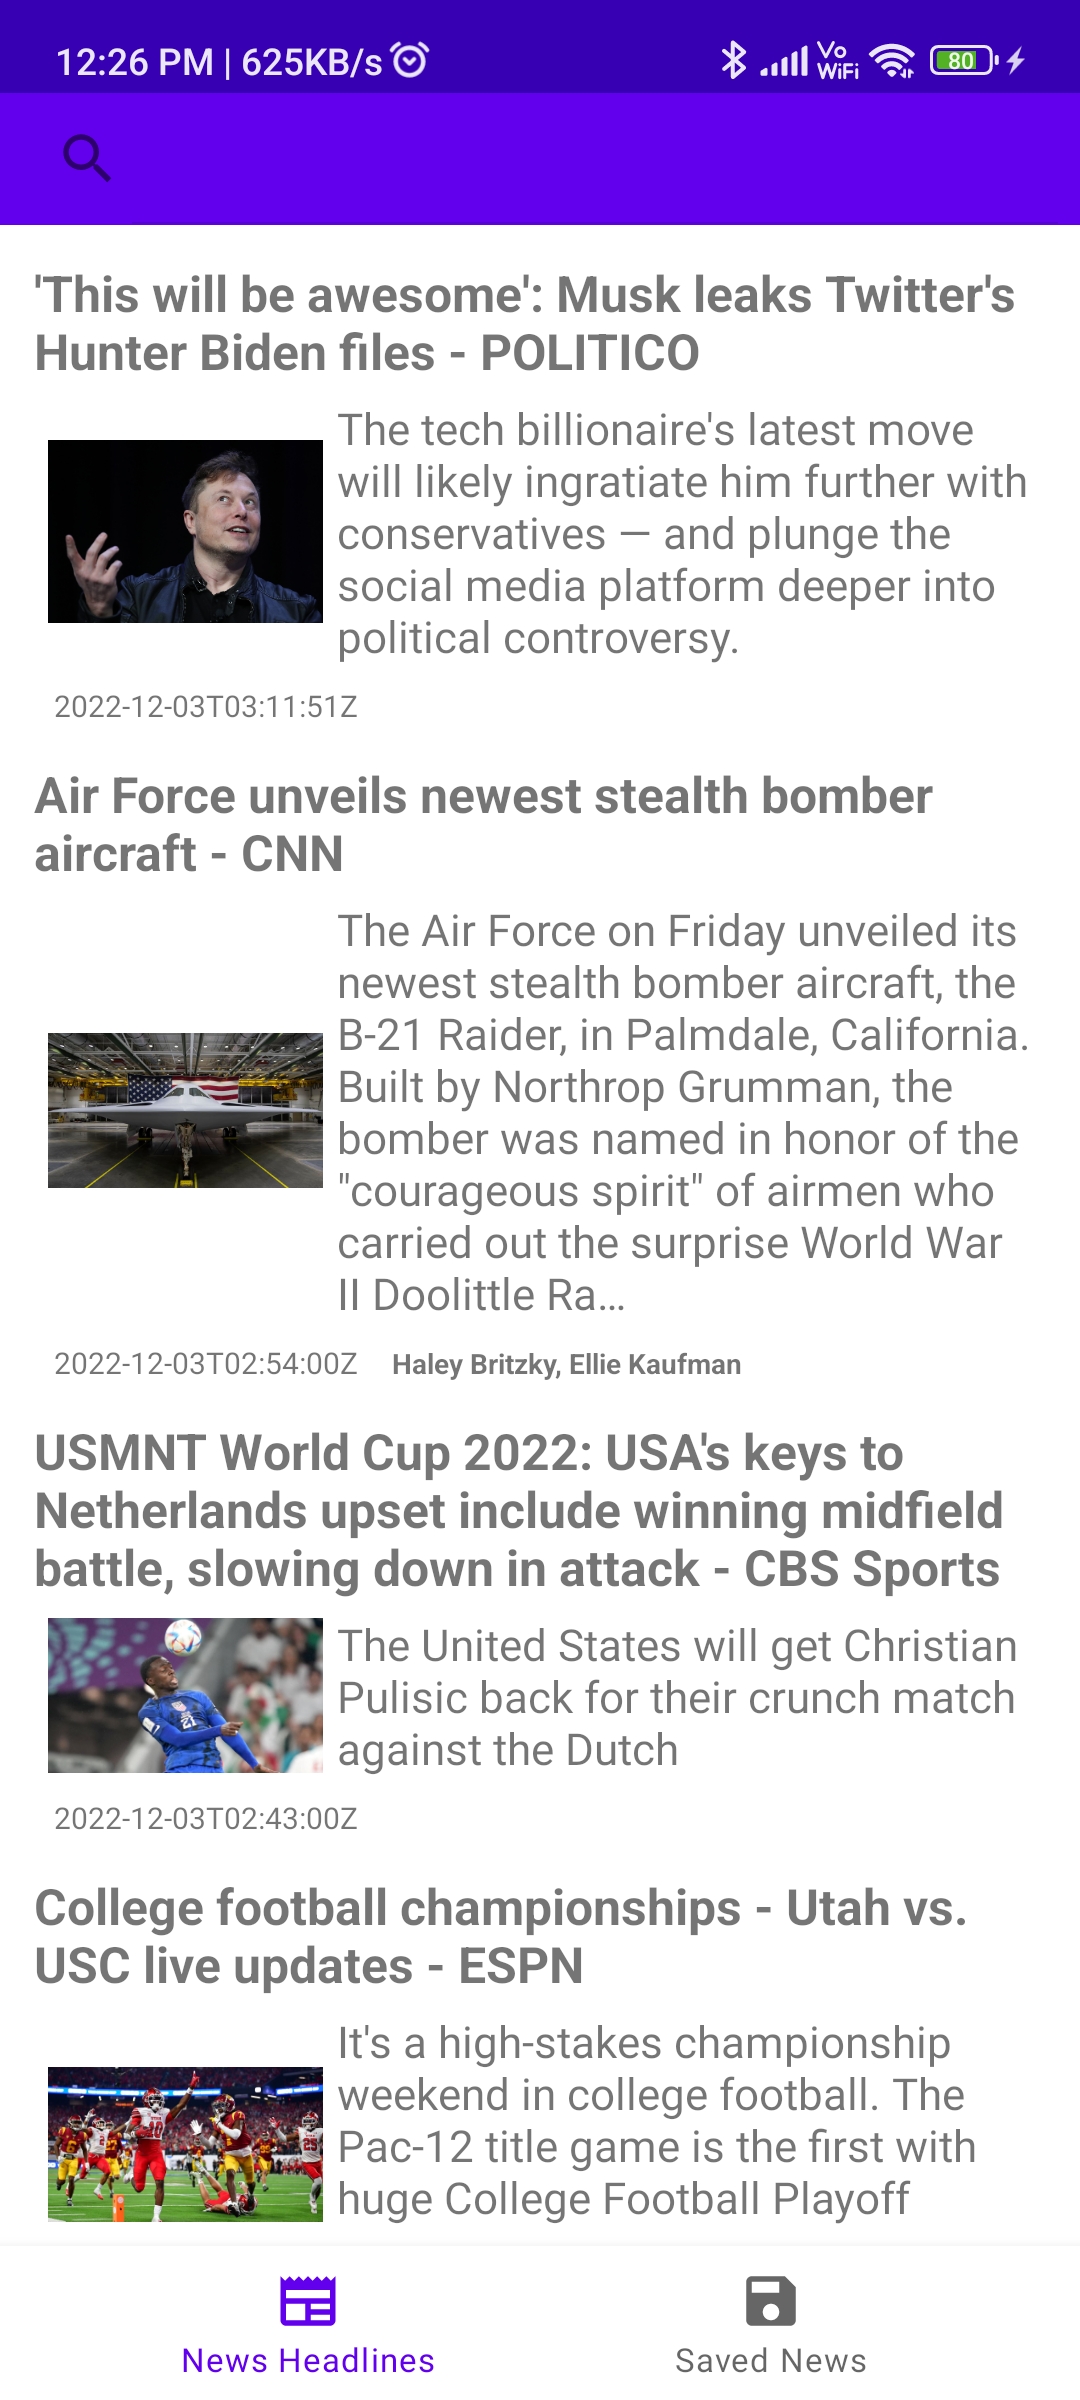 12:26 PM | 625KB/s
Vo
WiFi
80
'This will be awesome': Musk leaks Twitter's
Hunter Biden files - POLITICO
The tech billionaire's latest move
will likely ingratiate him further with
conservatives — and plunge the
social media platform deeper into
political controversy.
2022-12-03T03:11:51Z
Air Force unveils newest stealth bomber
aircraft - CNN
The Air Force on Friday unveiled its
newest stealth bomber aircraft, the
B-21 Raider, in Palmdale, California.
Built by Northrop Grumman, the
bomber was named in honor of the
"courageous spirit" of airmen who
carried out the surprise World War
II Doolittle Ra...
2022-12-03T02:54:00Z Haley Britzky, Ellie Kaufman
USMNT World Cup 2022: USA's keys to
Netherlands upset include winning midfield
battle, slowing down in attack - CBS Sports
The United States will get Christian
Pulisic back for their crunch match
against the Dutch
21
2022-12-03T02:43:00Z
College football championships - Utah vs.
USC live updates - ESPN
It's a high-stakes championship
weekend in college football. The
Pac-12 title game is the first with
huge College Football Playoff
News Headlines
Saved News